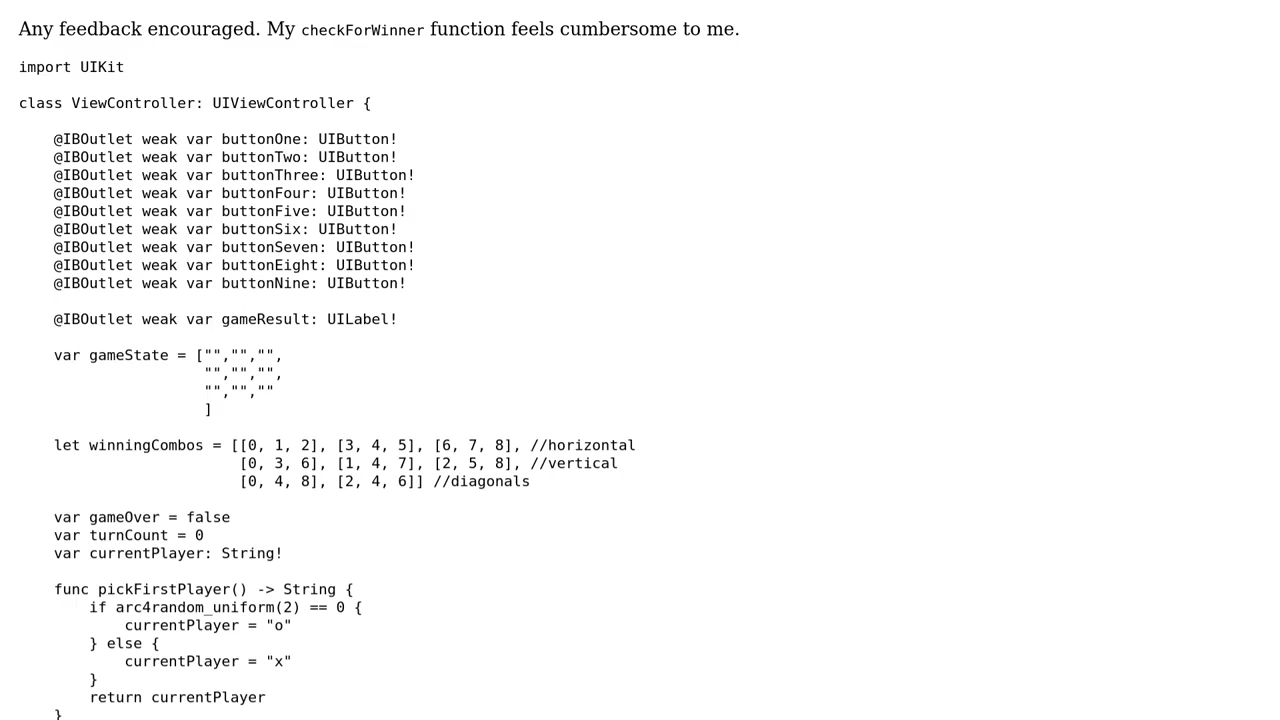 Any feedback encouraged. My checkForWinner function feels cumbersome to me.
import UIKit
class ViewController: UIViewController {
    @IBOutlet weak var buttonOne: UIButton!
    @IBOutlet weak var buttonTwo: UIButton!
    @IBOutlet weak var buttonThree: UIButton!
    @IBOutlet weak var buttonFour: UIButton!
    @IBOutlet weak var buttonFive: UIButton!
    @IBOutlet weak var buttonSix: UIButton!
    @IBOutlet weak var buttonSeven: UIButton!
    @IBOutlet weak var buttonEight: UIButton!
    @IBOutlet weak var buttonNine: UIButton!
    @IBOutlet weak var gameResult: UILabel!
    var gameState = ["","","",
                     "","","",
                     "","",""
                     ]
    let winningCombos = [[0, 1, 2], [3, 4, 5], [6, 7, 8], //horizontal
                         [0, 3, 6], [1, 4, 7], [2, 5, 8], //vertical
                         [0, 4, 8], [2, 4, 6]] //diagonals
    var gameOver = false
    var turnCount = 0
    var currentPlayer: String!
    func pickFirstPlayer() -> String {
        if arc4random_uniform(2) == 0 {
            currentPlayer = "o"
        } else {
            currentPlayer = "x"
        }
        return currentPlayer
    }